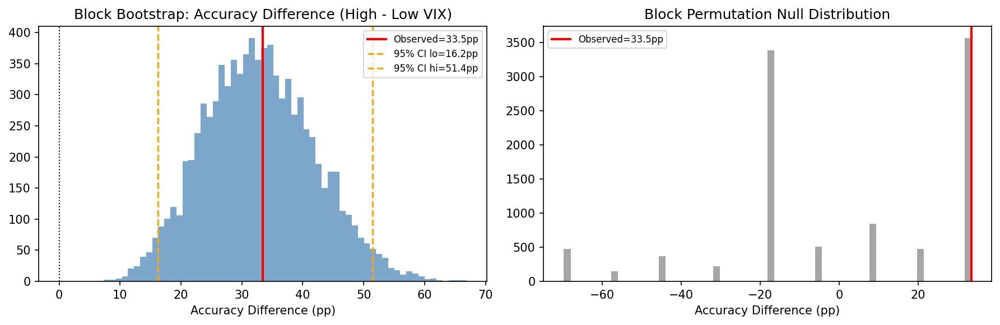 Block Bootstrap: Accuracy Difference (High - Low VIX)
400
350
300
250
200
150
100
50
0
Observed=33.5pp
95% CI lo=16.2pp
95% CI hi=51.4pp
0 10 20 30 40 50 60 70
Accuracy Difference (pp)
Block Permutation Null Distribution
3500
3000
2500
2000
1500
1000
500
0
Observed=33.5pp
−60 −40 −20 0 20
Accuracy Difference (pp)